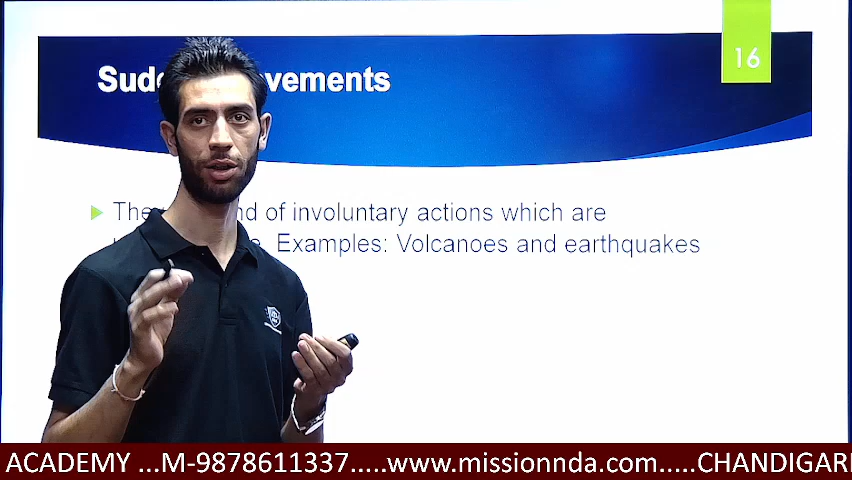 16
Sud vements
The nd of involuntary actions which are
e. Examples: Volcanoes and earthquakes
ACADEMY ...M-9878611337.....www.missionnda.com.....CHANDIGAR